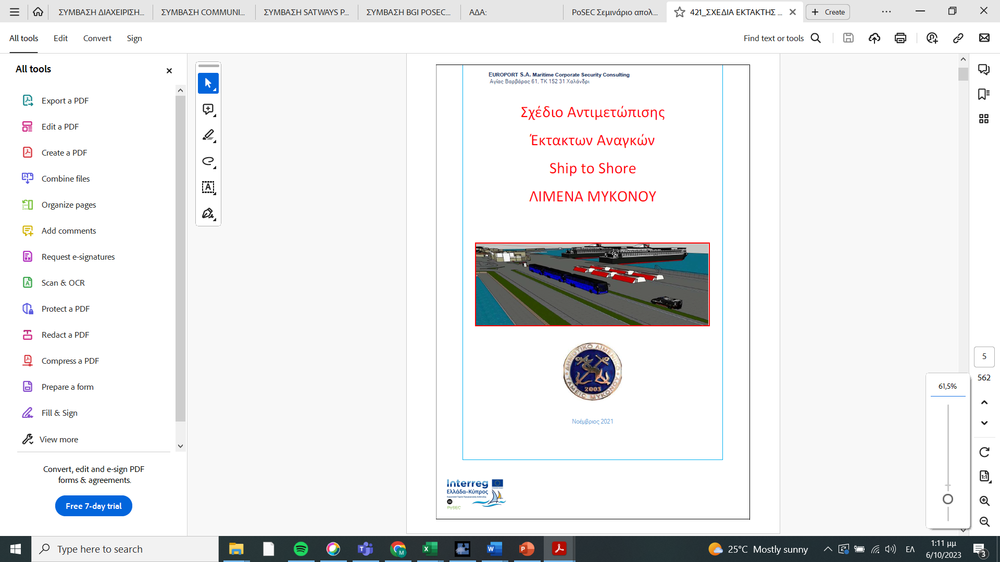 ΣΥΜΒΑΣΗ ΔΙΑΧΕΙΡΙΣΗ...
ΣΥΜΒΑΣΗ COMMUNI...
ΣΥΜΒΑΣΗ SATWAYS P...
ΣΥΜΒΑΣΗ BGI POSEC...
ΑΔΑ:
PoSEC Σεμινάριο απολ...
421_ΣΧΕΔΙΑ ΕΚΤΑΚΤΗΣ ...
Create
All tools
Edit
Convert
Sign
Find text or tools
All tools
Export a PDF
Edit a PDF
Create a PDF
Combine files
Organize pages
Add comments
Request e-signatures
Scan & OCR
Protect a PDF
Redact a PDF
Compress a PDF
Prepare a form
Fill & Sign
View more
Convert, edit and e-sign PDF
forms & agreements.
Free 7-day trial
EUROPORT S.A. Maritime Corporate Security Consulting
Αγίας Βαρβάρας 61, ΤΚ 152 31 Χαλάνδρι
Σχέδιο Αντιμετώπισης
Έκτακτων Αναγκών
Ship to Shore
ΛΙΜΕΝΑ ΜΥΚΟΝΟΥ
ΔΗΜΟΤΙΚΟ ΛΙΜΕΝΙΚΟ
ΤΑΜΕΙΟ ΜΥΚΟΝΟΥ
2003
Νοέμβριος 2021
Interreg
Ελλάδα-Κύπρος
PoSEC
5
562
61,5%
Type here to search
25°C Mostly sunny
ΕΛ
1:11 μμ
6/10/2023
3